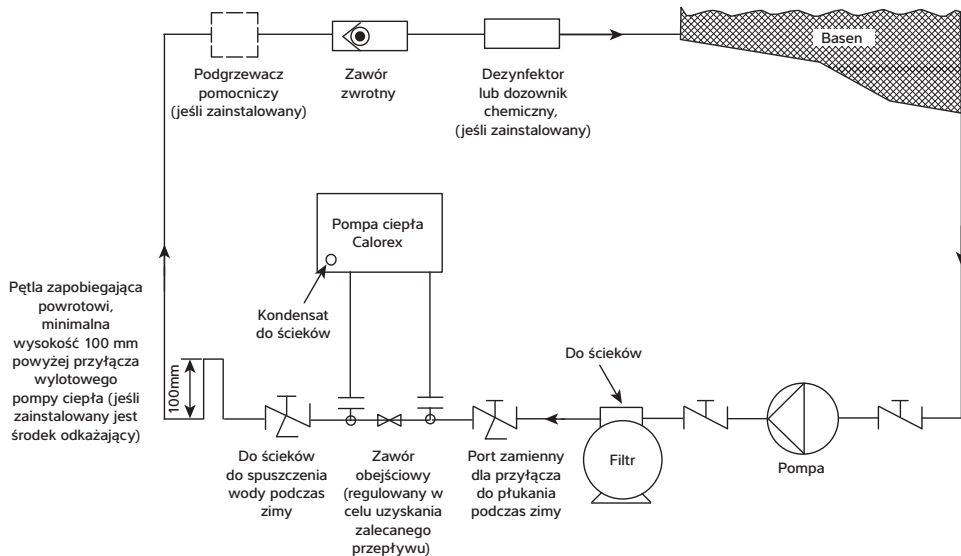 Basen
Podgrzewacz
pomocniczy
(jeśli zainstalowany)
Zawór
zwrotny
Dezynfektor
lub dozownik
chemiczny,
(jeśli zainstalowany)
Pompa ciepła
Calorex
Kondensat
do ścieków
Pętla zapobiegająca
powrotowi,
minimalna
wysokość 100 mm
powyżej przyłącza
wylotowego
pompy ciepła (jeśli
zainstalowany jest
środek odkażający)
100mm
Do ścieków
Filtr
Pompa
Do ścieków
do spuszczenia
wody podczas
zimy
Zawór
obejściowy
(regulowany w
celu uzyskania
zalecanego
przepływu)
Port zamienny
dla przyłącza
do płukania
podczas zimy